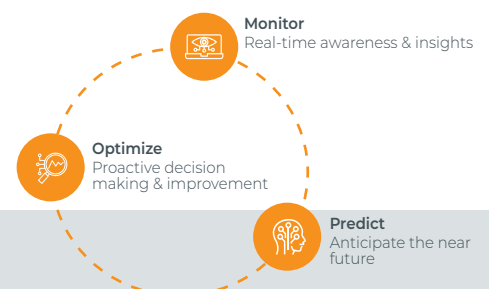 Monitor
Real-time awareness & insights
Optimize
Proactive decision
making & improvement
Predict
Anticipate the near
future